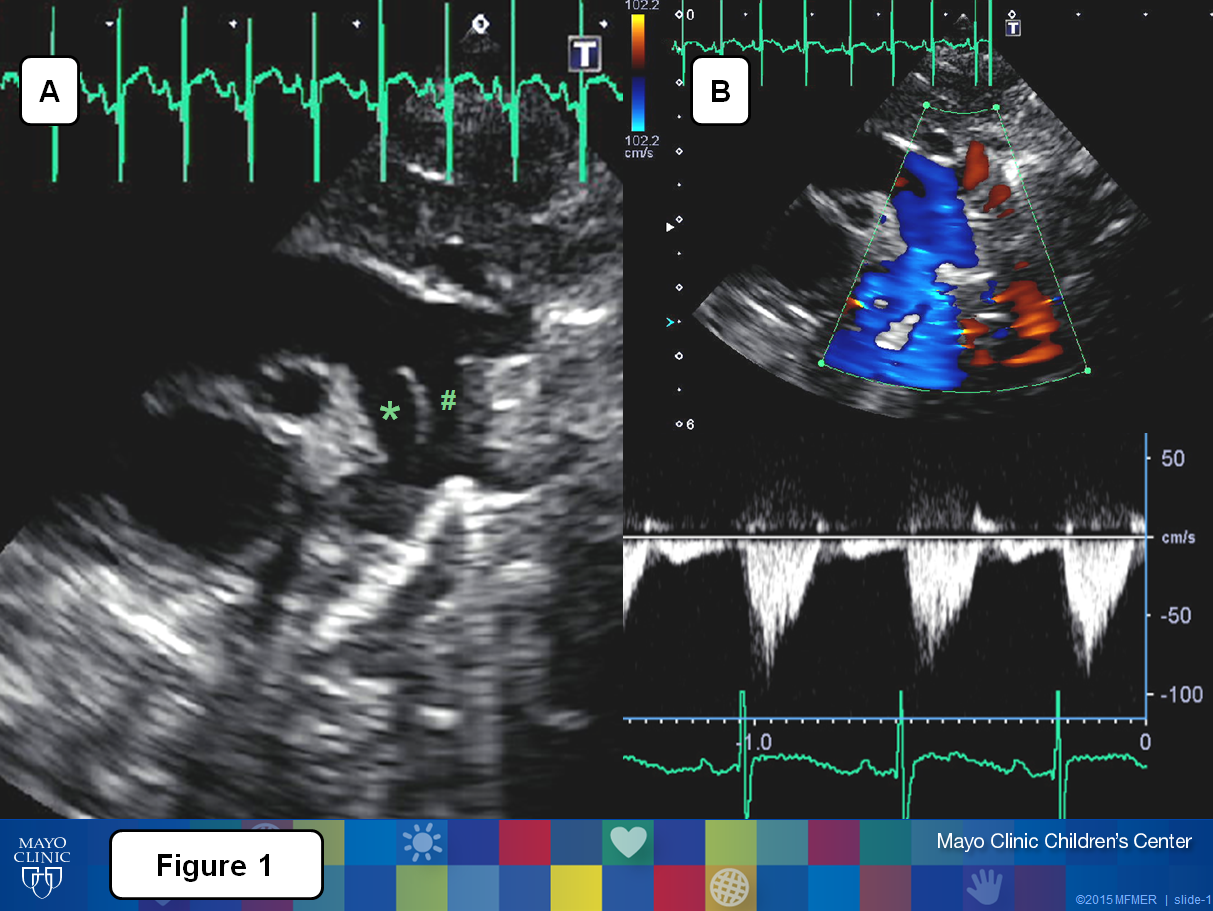 102.2
0
T
T
A
B
102.2
cm/s
*
#
6
50
cm/s
-50
-100
-1.0
0
MAYO
CLINIC
Figure 1
Mayo Clinic Children's Center
©2015 MFMER | slide-1